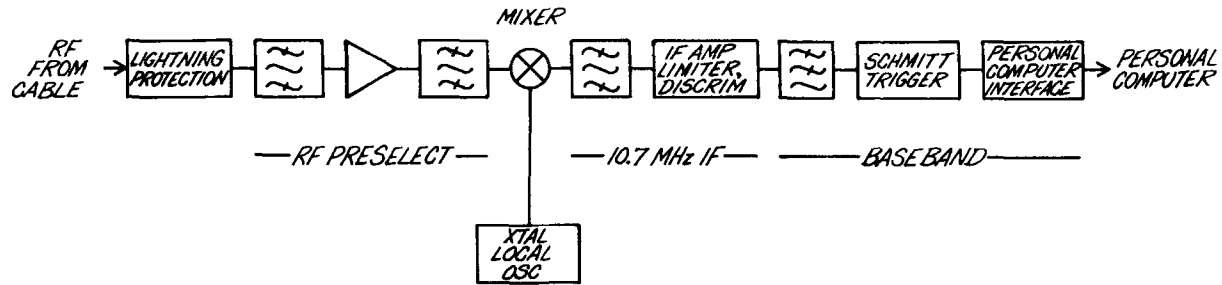 MIXER
RF
FROM
CABLE
LIGHTNING
PROTECTION
IF AMP
LIMITER,
DISCRIM
SCHMITT
TRIGGER
PERSONAL
COMPUTER
INTERFACE
PERSONAL
COMPUTER
RF PRESELECT
10.7 MHz IF
BASEBAND
XTAL
LOCAL
OSC